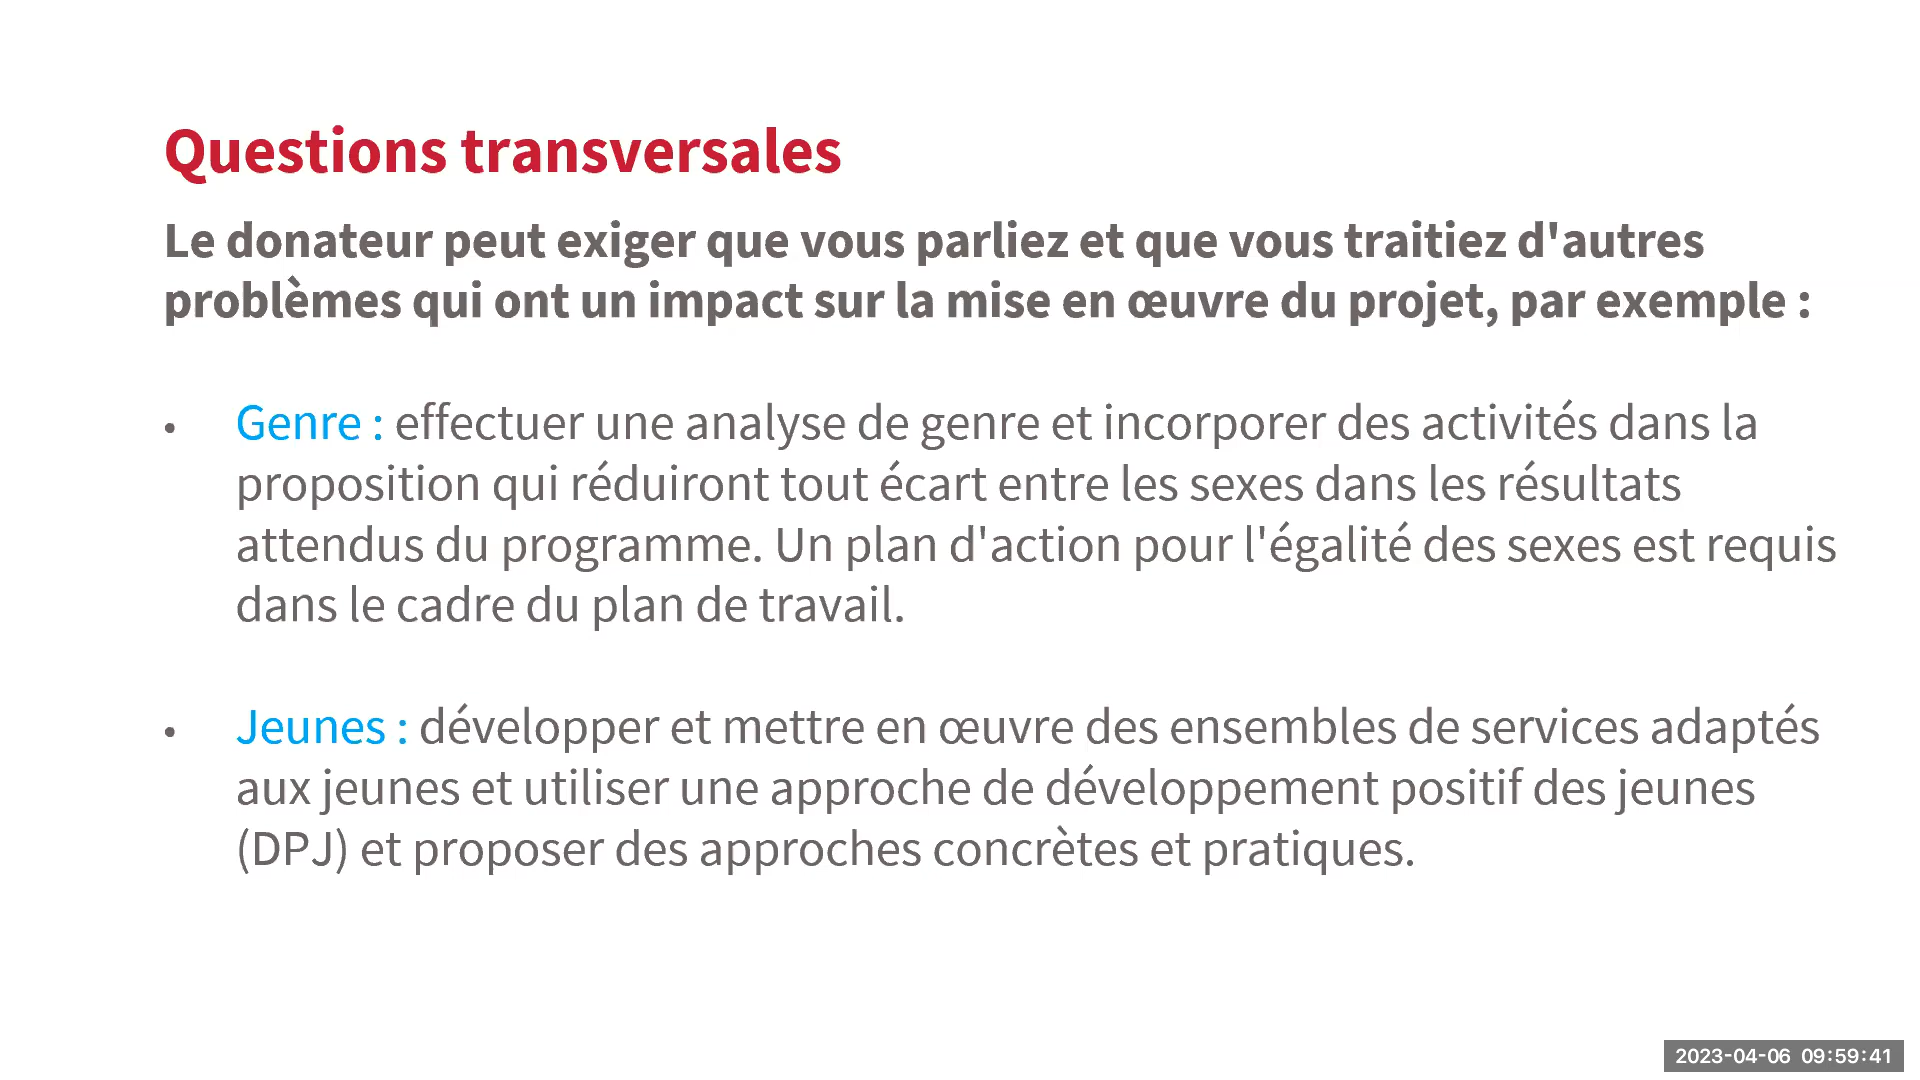 Questions transversales
Le donateur peut exiger que vous parliez et que vous traitiez d'autres
problèmes qui ont un impact sur la mise en œuvre du projet, par exemple :
• Genre : effectuer une analyse de genre et incorporer des activités dans la
proposition qui réduiront tout écart entre les sexes dans les résultats
attendus du programme. Un plan d'action pour l'égalité des sexes est requis
dans le cadre du plan de travail.
• Jeunes : développer et mettre en œuvre des ensembles de services adaptés
aux jeunes et utiliser une approche de développement positif des jeunes
(DPJ) et proposer des approches concrètes et pratiques.
2023-04-06 09:59:41